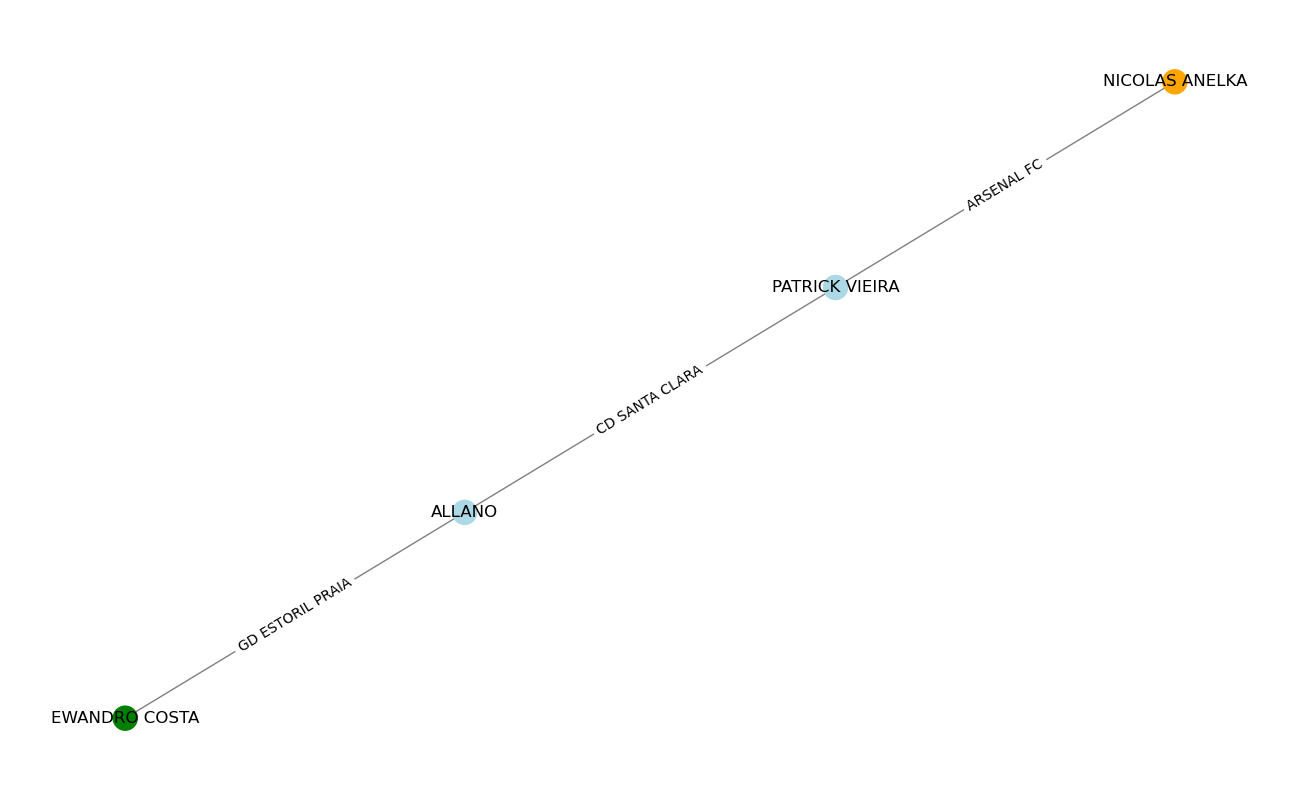 NICOLAS ANELKA
ARSENAL FC
PATRICK VIEIRA
CD SANTA CLARA
ALLANO
GD ESTORIL PRAIA
EWANDRO COSTA